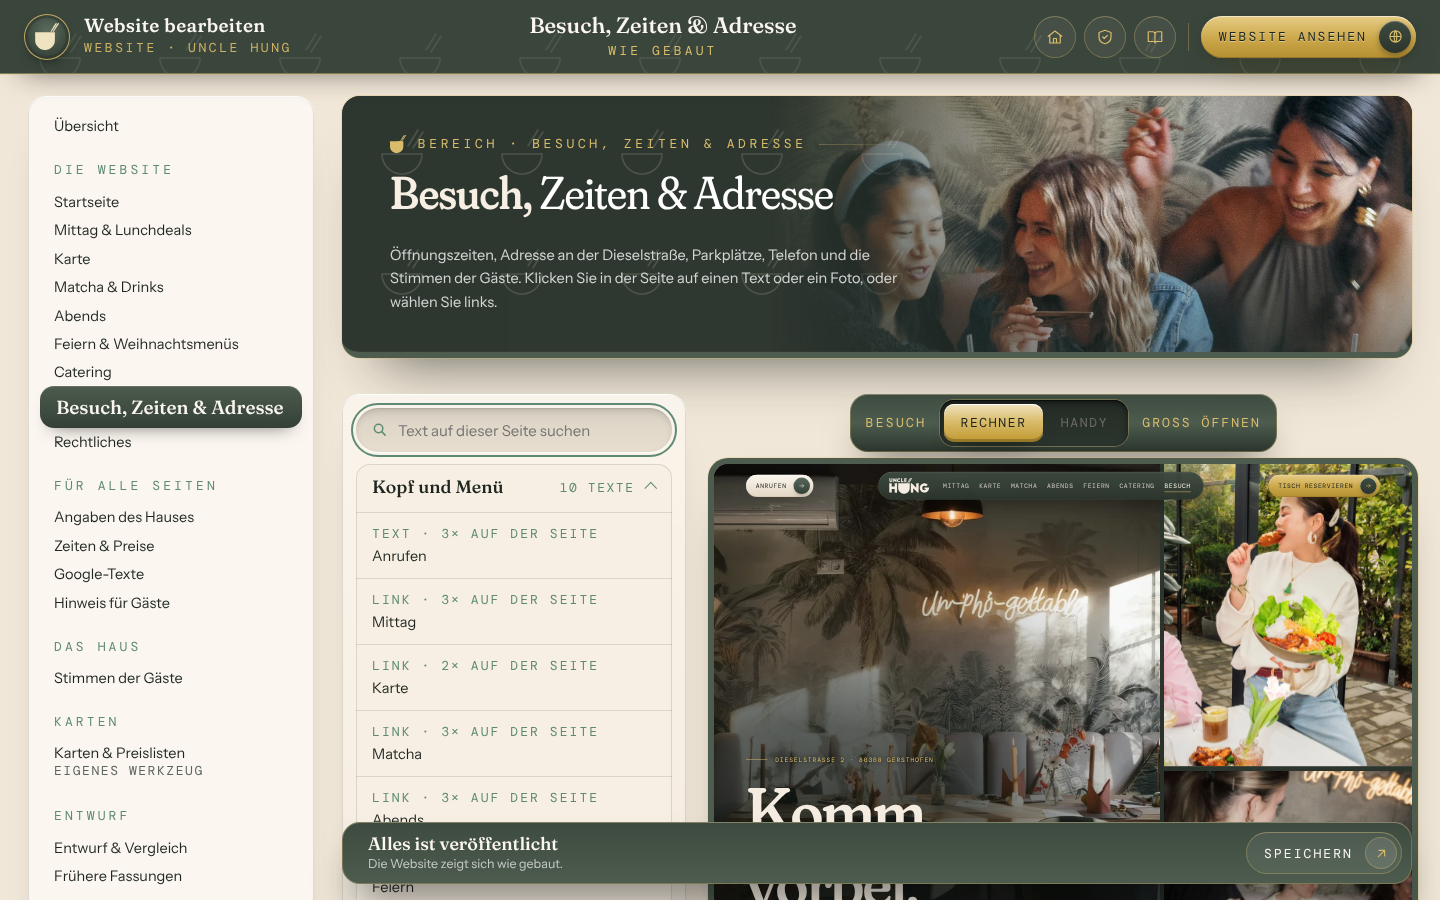 Website bearbeiten
WEBSITE · UNCLE HUNG
Besuch, Zeiten & Adresse
WIE GEBAUT
WEBSITE ANSEHEN
Übersicht
DIE WEBSITE
Startseite
Mittag & Lunchdeals
Karte
Matcha & Drinks
Abends
Feiern & Weihnachtsmenüs
Catering
Besuch, Zeiten & Adresse
Rechtliches
FÜR ALLE SEITEN
Angaben des Hauses
Zeiten & Preise
Google-Texte
Hinweis für Gäste
DAS HAUS
Stimmen der Gäste
KARTEN
Karten & Preislisten
EIGENES WERKZEUG
ENTWURF
Entwurf & Vergleich
Frühere Fassungen
BEREICH · BESUCH, ZEITEN & ADRESSE
Besuch, Zeiten & Adresse
Öffnungszeiten, Adresse an der Dieselstraße, Parkplätze, Telefon und die
Stimmen der Gäste. Klicken Sie in der Seite auf einen Text oder ein Foto, oder
wählen Sie links.
Text auf dieser Seite suchen
Kopf und Menü
10 TEXTE
TEXT · 3× AUF DER SEITE
Anrufen
LINK · 3× AUF DER SEITE
Mittag
LINK · 2× AUF DER SEITE
Karte
LINK · 3× AUF DER SEITE
Matcha
LINK · 3× AUF DER SEITE
Abends
Feiern
BESUCH
RECHNER
HANDY
GROSS ÖFFNEN
ANRUFEN
UNCLE HUNG
MITTAG KARTE MATCHA ABENDS FEIERN CATERING BESUCH
TISCH RESERVIEREN
Un-phở-gettable
DIESELSTRASSE 2 · 86368 GERSTHOFEN
Komm
vorbei.
Alles ist veröffentlicht
Die Website zeigt sich wie gebaut.
SPEICHERN